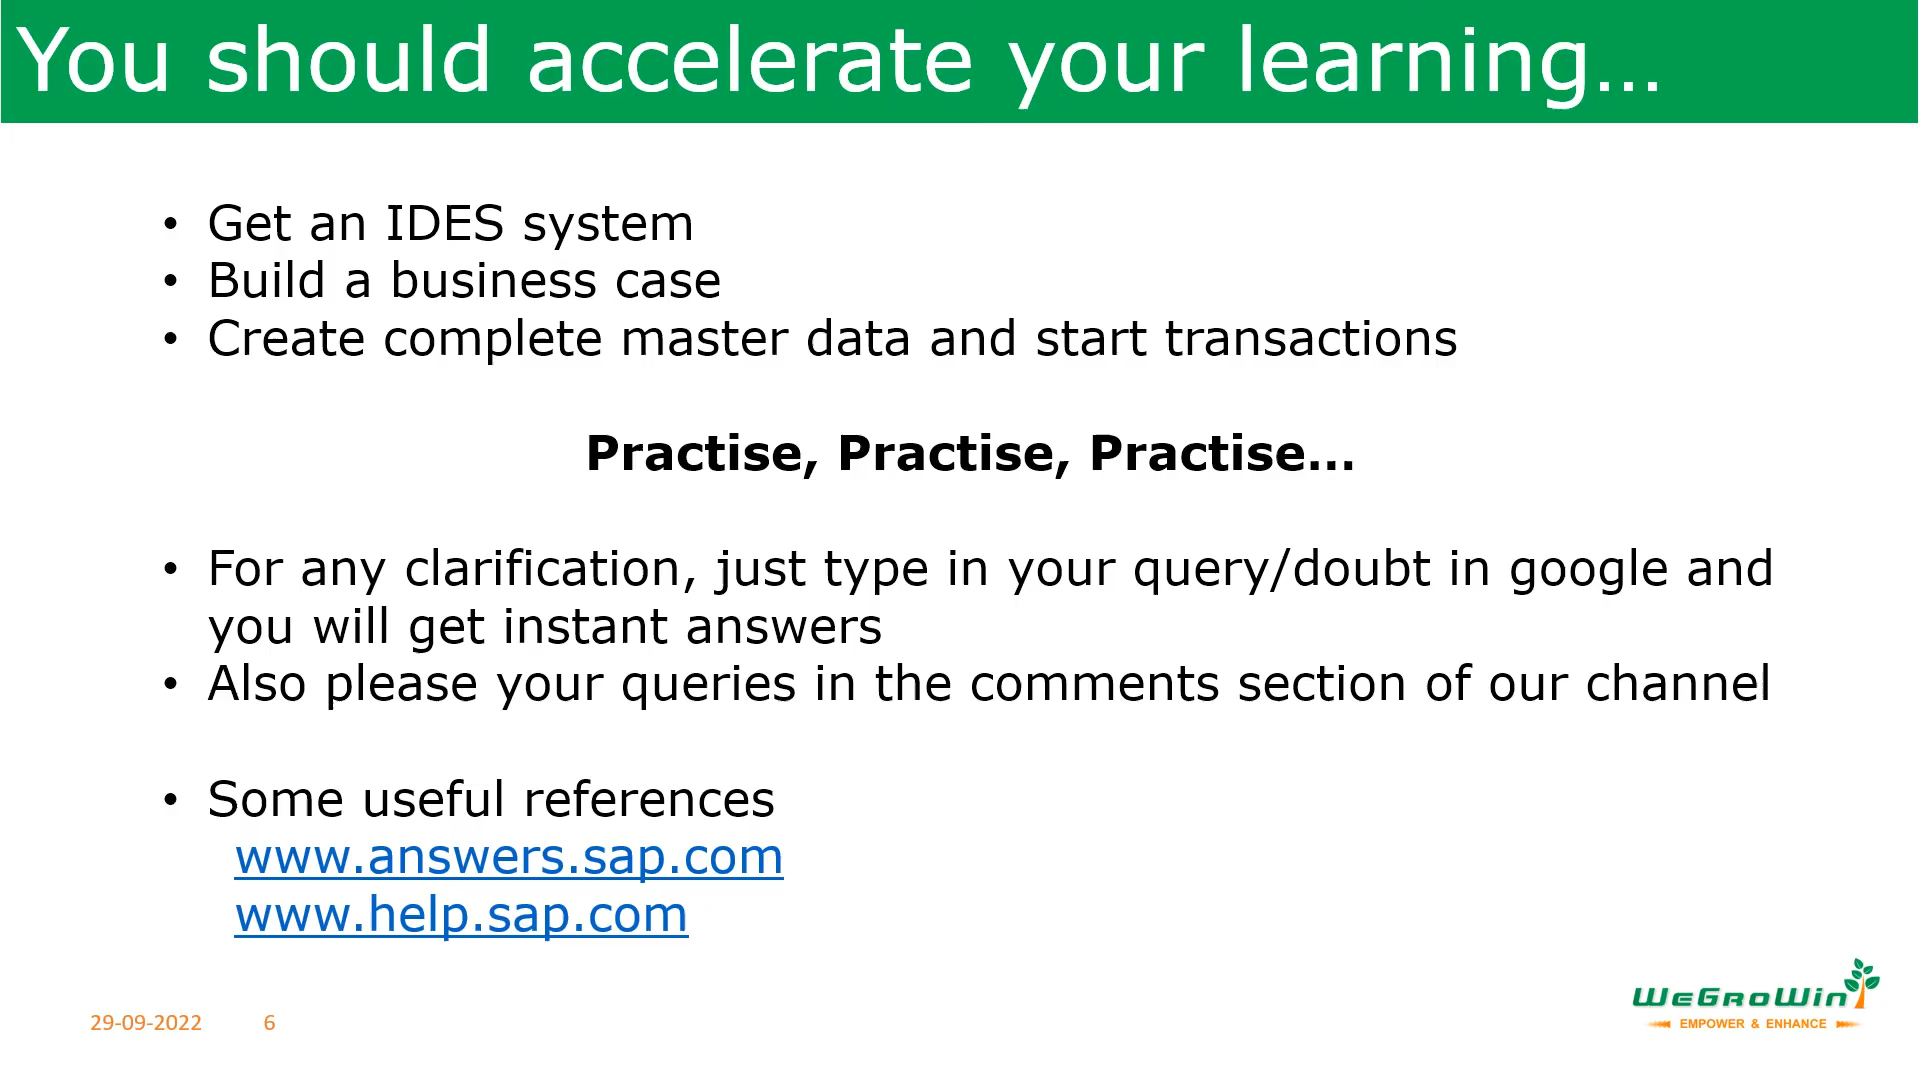 You should accelerate your learning...
• Get an IDES system
• Build a business case
• Create complete master data and start transactions
Practise, Practise, Practise...
• For any clarification, just type in your query/doubt in google and
you will get instant answers
• Also please your queries in the comments section of our channel
• Some useful references
www.answers.sap.com
www.help.sap.com
29-09-2022 6
WeGroWin
EMPOWER & ENHANCE